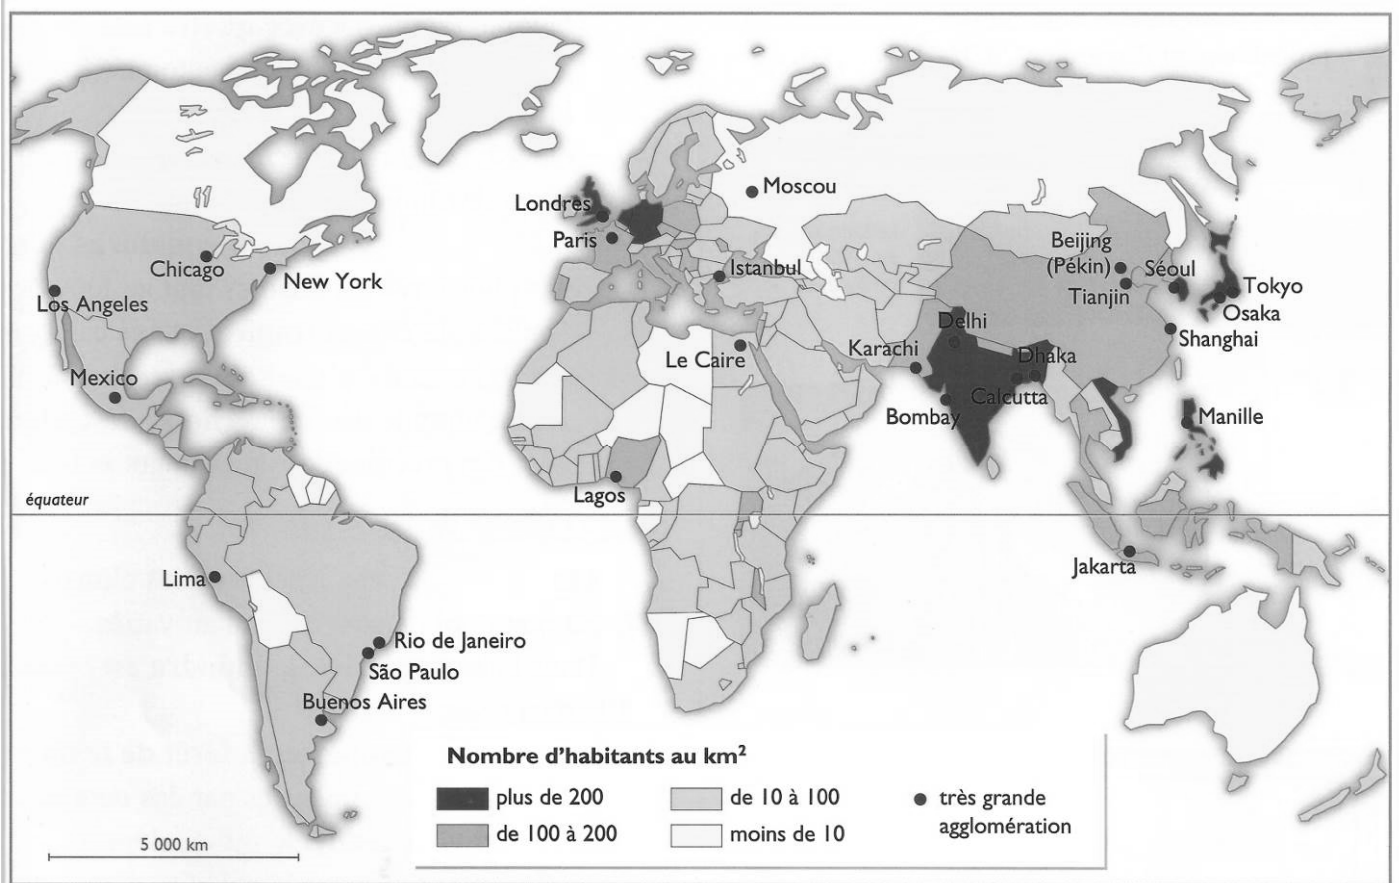 Moscou
Londres
Paris
Istanbul
Beijing
(Pékin)
Séoul
Tianjin
Tokyo
Osaka
Shanghai
Chicago
New York
Los Angeles
Mexico
Le Caire
Karachi
Delhi
Dhaka
Calcutta
Bombay
Manille
Lagos
équateur
Jakarta
Lima
Rio de Janeiro
São Paulo
Buenos Aires
Nombre d'habitants au km²
plus de 200
de 10 à 100
très grande
agglomération
de 100 à 200
moins de 10
5 000 km